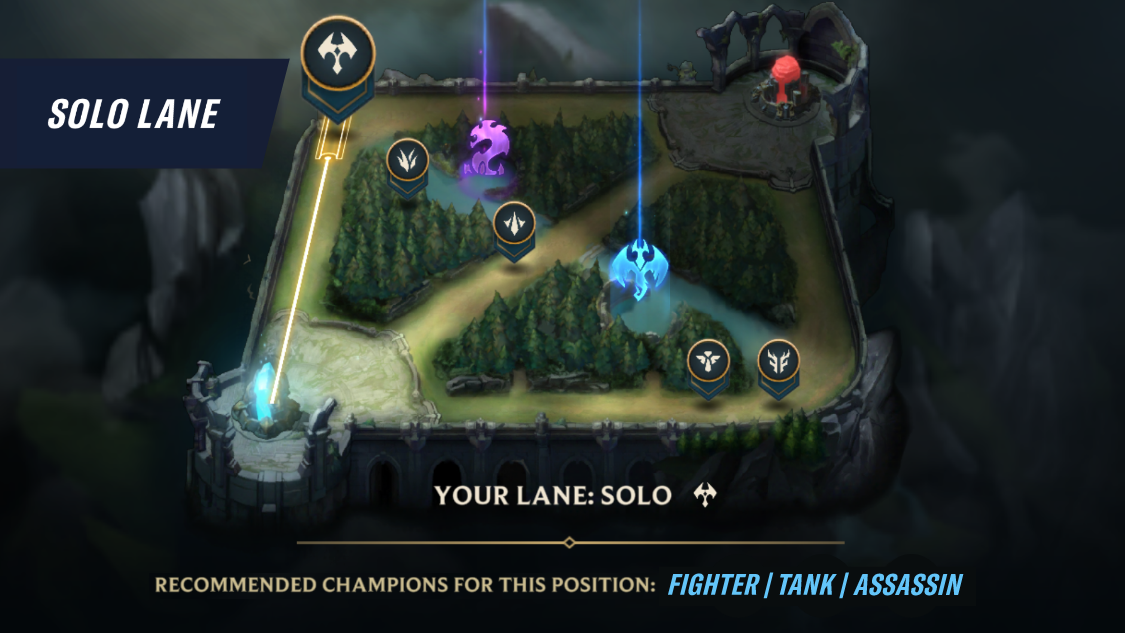 SOLO LANE
YOUR LANE: SOLO
RECOMMENDED CHAMPIONS FOR THIS POSITION: FIGHTER | TANK | ASSASSIN